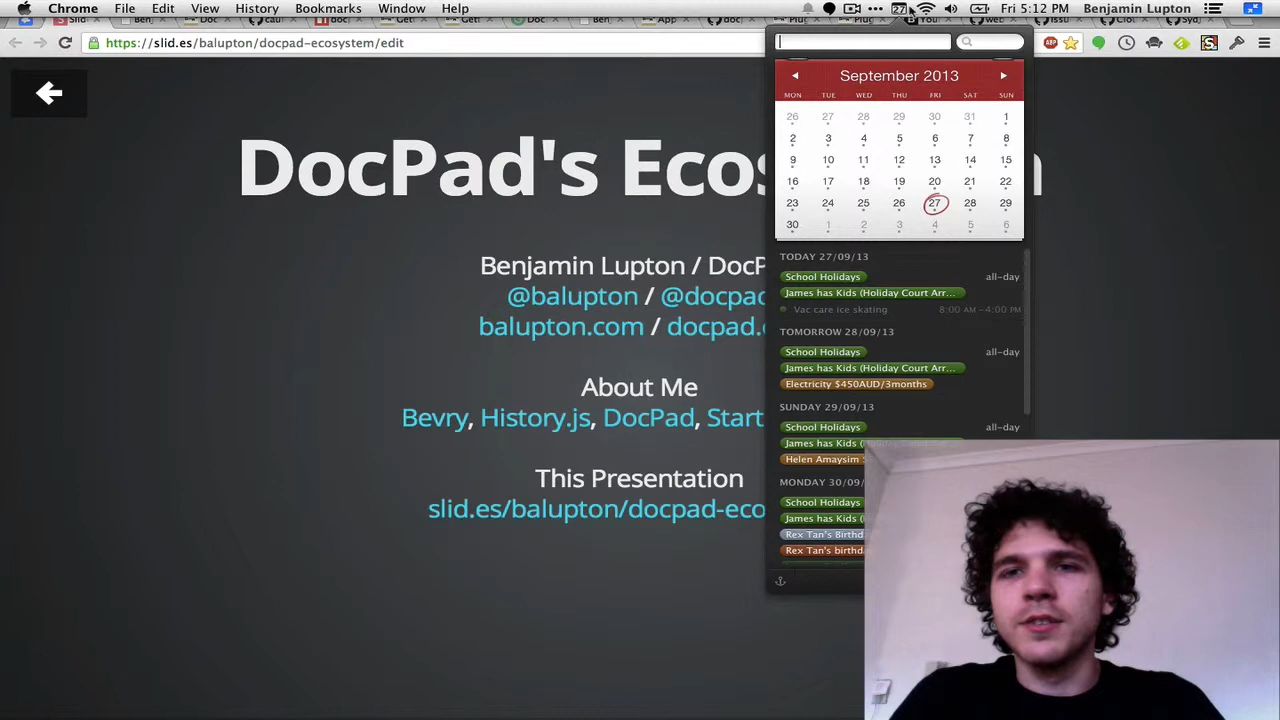 Chrome File Edit View History Bookmarks Window Help 27 Fri 5:12 PM Benjamin Lupton
https://slid.es/balupton/docpad-ecosystem/edit
DocPad's Ecos
Benjamin Lupton / DocP
@balupton / @docpad
balupton.com / docpad.
About Me
Bevry, History.js, DocPad, Start
This Presentation
slid.es/balupton/docpad-eco
September 2013
MON TUE WED THU FRI SAT SUN
26 27 28 29 30 31 1
2 3 4 5 6 7 8
9 10 11 12 13 14 15
16 17 18 19 20 21 22
23 24 25 26 27 28 29
30 1 2 3 4 5 6
TODAY 27/09/13
School Holidays all-day
James has Kids (Holiday Court Arr...
Vac care ice skating 8:00 AM – 4:00 PM
TOMORROW 28/09/13
School Holidays all-day
James has Kids (Holiday Court Arr...
Electricity $450AUD/3months
SUNDAY 29/09/13
School Holidays all-day
James has Kids (Holiday Court Arr...
Helen Amaysim
MONDAY 30/09/
School Holidays
James has Kids
Rex Tan's Birthd
Rex Tan's birthda